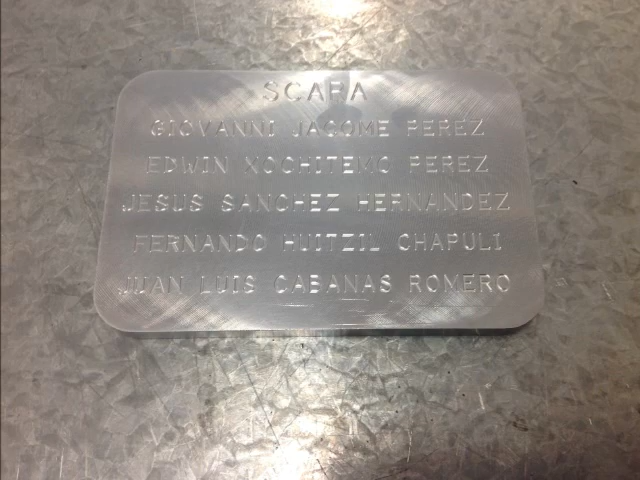 SCARA
GIOVANNI JACOME PEREZ
EDWIN XOCHITEMO PEREZ
JESUS SANCHEZ HERNANDEZ
FERNANDO HUITZIL CHAPULI
JUAN LUIS CABANAS ROMERO